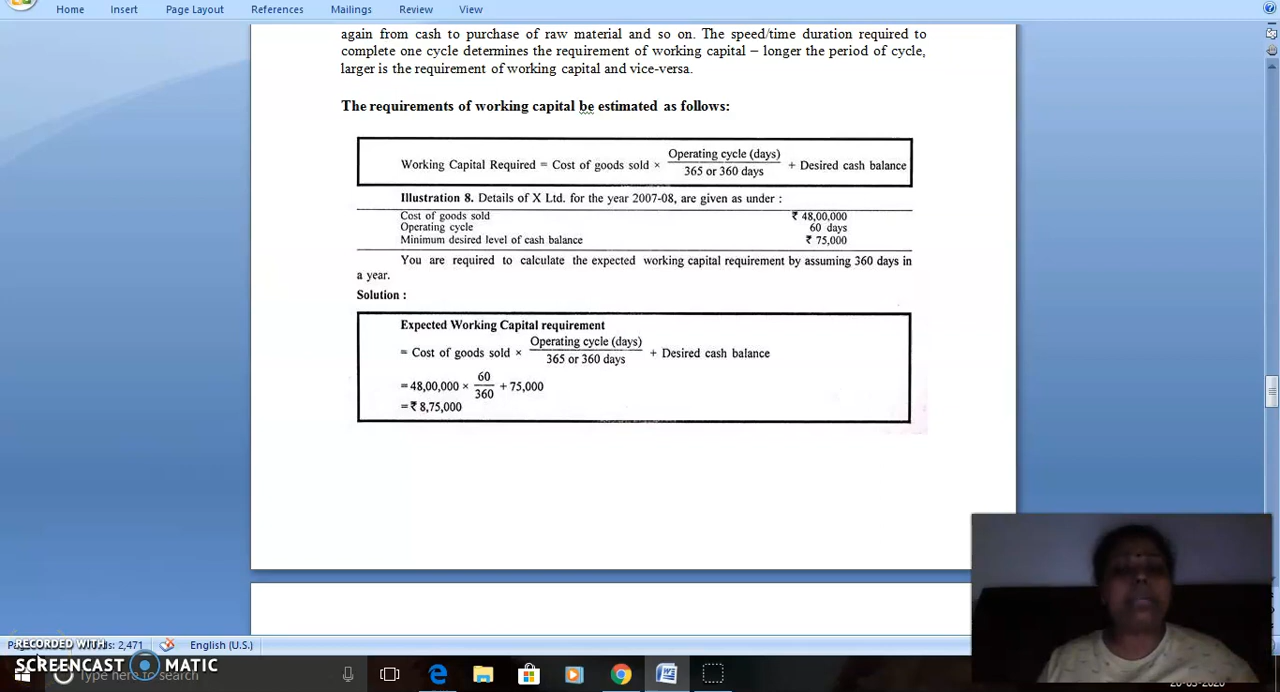 Home Insert Page Layout References Mailings Review View
again from cash to purchase of raw material and so on. The speed/time duration required to
complete one cycle determines the requirement of working capital – longer the period of cycle,
larger is the requirement of working capital and vice-versa.
The requirements of working capital be estimated as follows:
Working Capital Required = Cost of goods sold × Operating cycle (days) / 365 or 360 days + Desired cash balance
Illustration 8. Details of X Ltd. for the year 2007-08, are given as under :
Cost of goods sold ₹ 48,00,000
Operating cycle 60 days
Minimum desired level of cash balance ₹ 75,000
You are required to calculate the expected working capital requirement by assuming 360 days in
a year.
Solution :
Expected Working Capital requirement
= Cost of goods sold × Operating cycle (days) / 365 or 360 days + Desired cash balance
= 48,00,000 × 60 / 360 + 75,000
= ₹ 8,75,000
RECORDED WITH 2,471 English (U.S.)
SCREENCAST MATIC
Type here to search